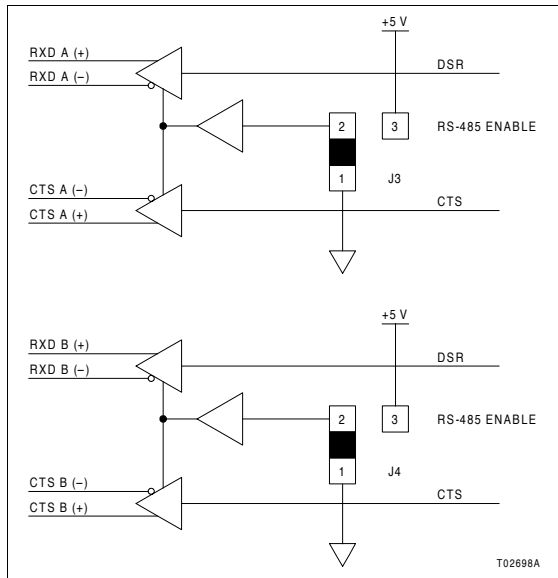 +5 V
RXD A (+)
DSR
RXD A (–)
2
3
RS-485 ENABLE
1
J3
CTS A (–)
CTS
CTS A (+)
+5 V
RXD B (+)
DSR
RXD B (–)
2
3
RS-485 ENABLE
1
J4
CTS B (–)
CTS
CTS B (+)
T02698A